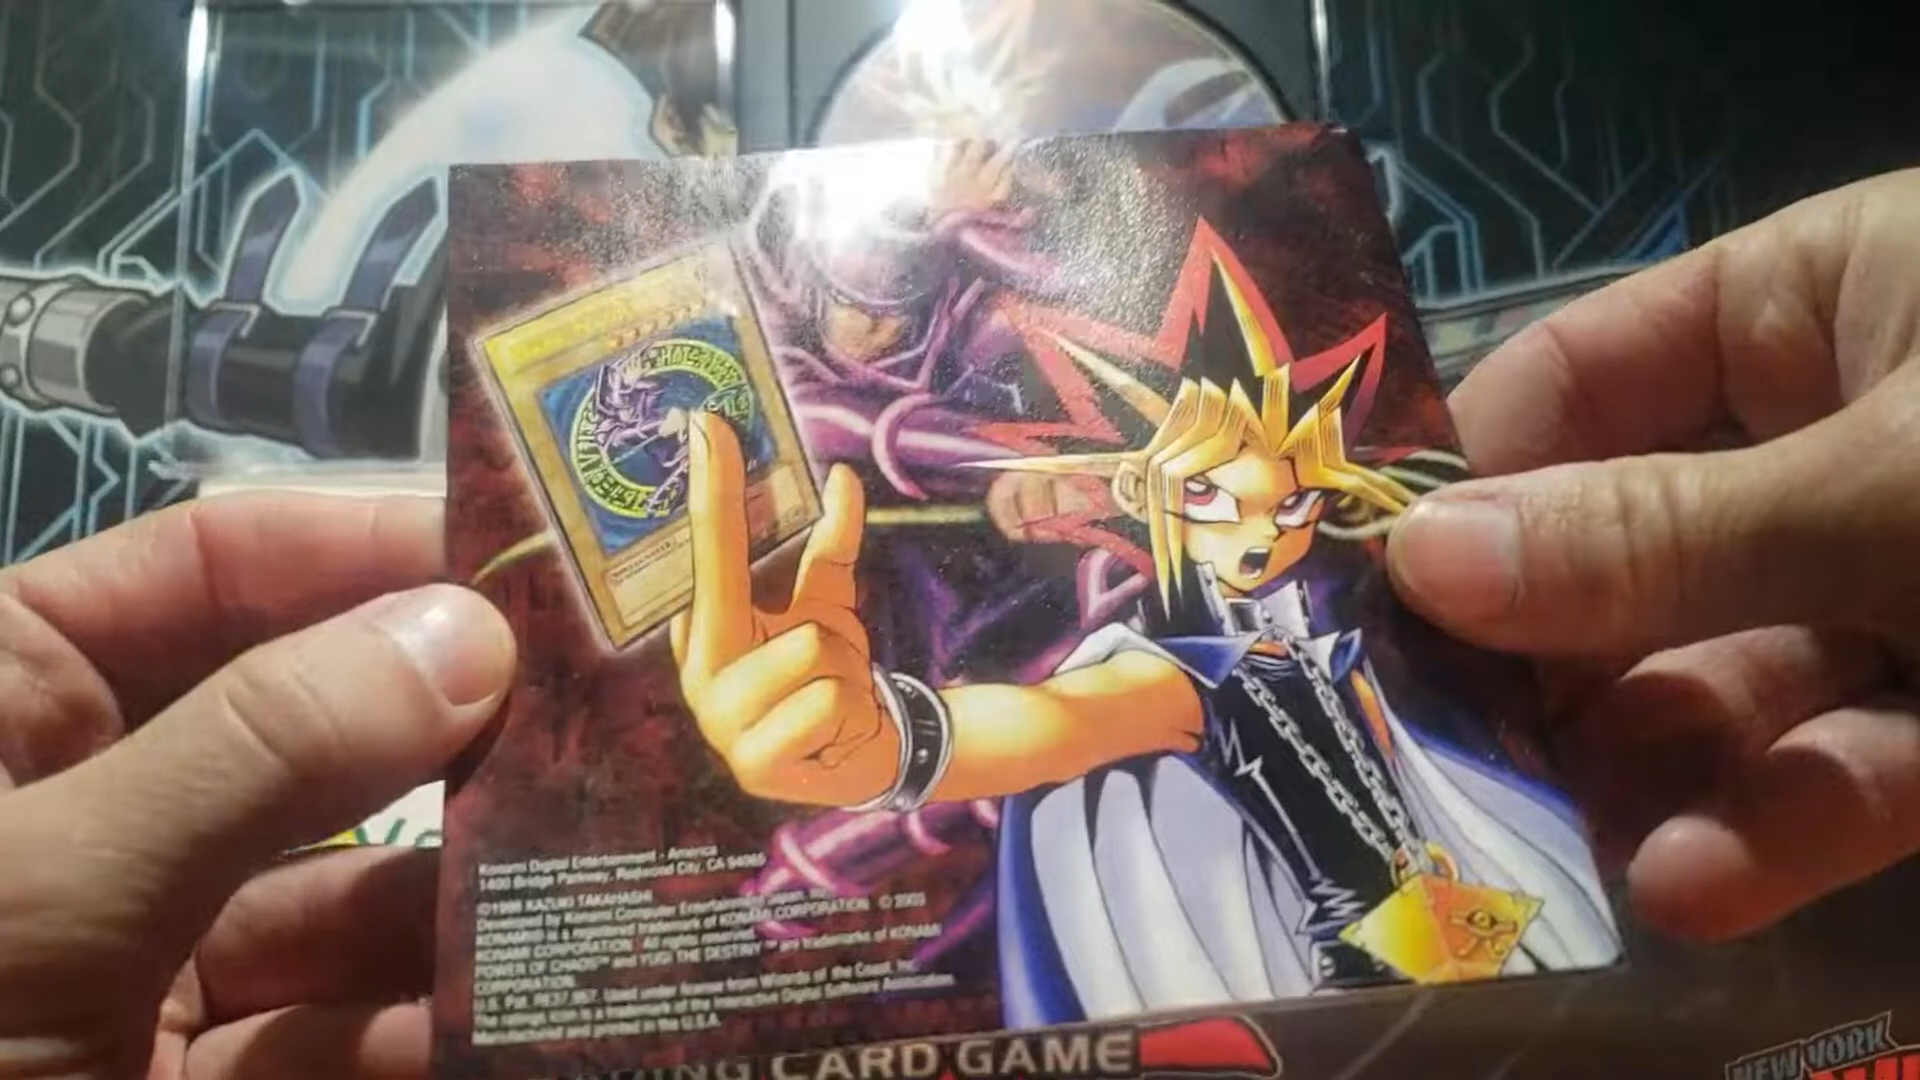 Konami Digital Entertainment - America
1400 Bridge Parkway, Redwood City, CA 94065
©1996 KAZUKI TAKAHASHI
Developed by Konami Computer Entertainment Japan, Inc.
KONAMI® is a registered trademark of KONAMI CORPORATION. © 2003
KONAMI CORPORATION. All rights reserved.
POWER OF CHAOS™ and YUGI THE DESTINY™ are trademarks of KONAMI
CORPORATION.
U.S. Pat. RE37,957. Used under license from Wizards of the Coast, Inc.
The ratings icon is a trademark of the Interactive Digital Software Association.
Manufactured and printed in the U.S.A.
CARD GAME
NEW YORK